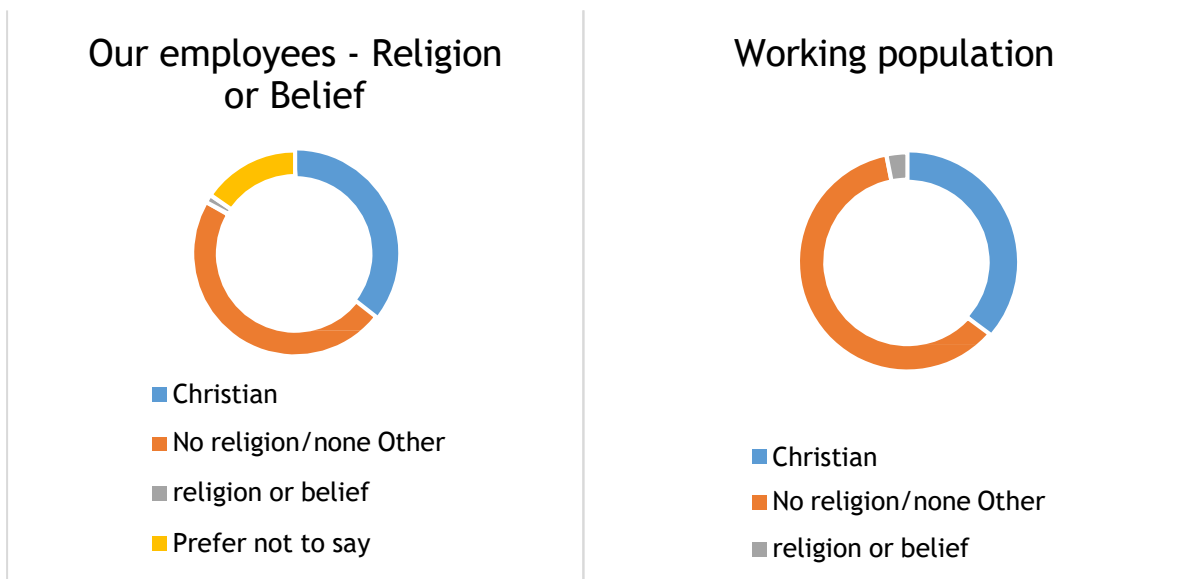 Our employees - Religion
or Belief
Christian
No religion/none Other
religion or belief
Prefer not to say
Working population
Christian
No religion/none Other
religion or belief